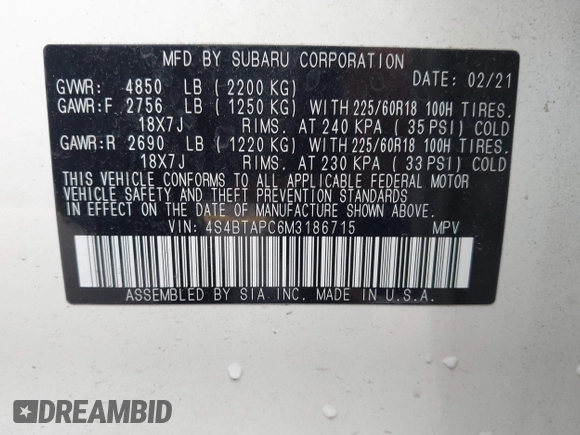 MFD BY SUBARU CORPORATION
DATE: 02/21
GVWR: 4850 LB (2200 KG)
GAWR:F 2756 LB (1250 KG) WITH 225/60R18 100H TIRES.
18X7J RIMS. AT 240 KPA (35 PSI) COLD
GAWR:R 2690 LB (1220 KG) WITH 225/60R18 100H TIRES.
18X7J RIMS. AT 230 KPA (33 PSI) COLD
THIS VEHICLE CONFORMS TO ALL APPLICABLE FEDERAL MOTOR
VEHICLE SAFETY AND THEFT PREVENTION STANDARDS
IN EFFECT ON THE DATE OF MANUFACTURE SHOWN ABOVE.
VIN: 4S4BTAPC6M3186715 MPV
ASSEMBLED BY SIA INC. MADE IN U.S.A.
DREAMBID